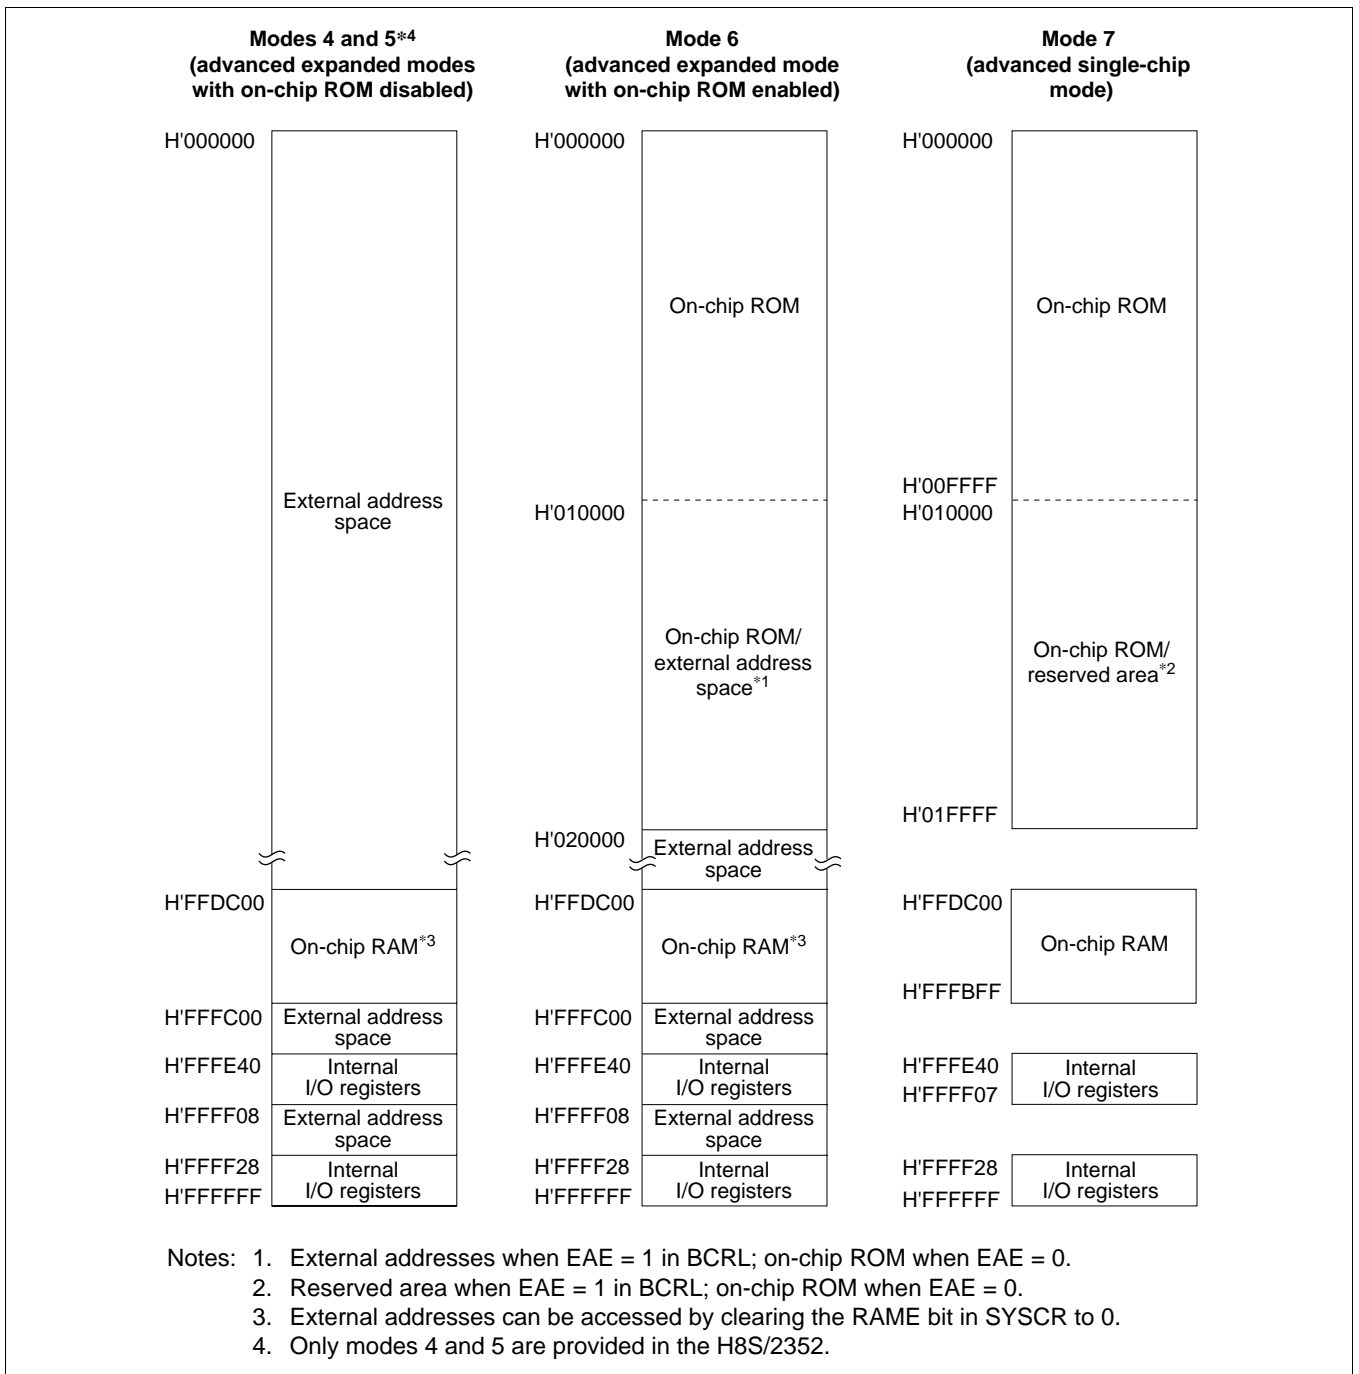 Modes 4 and 5*4
(advanced expanded modes
with on-chip ROM disabled)
H'000000
External address
space
H'FFDC00
On-chip RAM*3
H'FFFC00
External address
space
H'FFFE40
Internal
I/O registers
H'FFFF08
External address
space
H'FFFF28
Internal
I/O registers
H'FFFFFF
Mode 6
(advanced expanded mode
with on-chip ROM enabled)
H'000000
On-chip ROM
H'010000
On-chip ROM/
external address
space*1
H'020000
External address
space
H'FFDC00
On-chip RAM*3
H'FFFC00
External address
space
H'FFFE40
Internal
I/O registers
H'FFFF08
External address
space
H'FFFF28
Internal
I/O registers
H'FFFFFF
Mode 7
(advanced single-chip
mode)
H'000000
On-chip ROM
H'00FFFF
H'010000
On-chip ROM/
reserved area*2
H'01FFFF
H'FFDC00
On-chip RAM
H'FFFBFF
H'FFFE40
Internal
I/O registers
H'FFFF07
H'FFFF28
Internal
I/O registers
H'FFFFFF
Notes: 1. External addresses when EAE = 1 in BCRL; on-chip ROM when EAE = 0.
2. Reserved area when EAE = 1 in BCRL; on-chip ROM when EAE = 0.
3. External addresses can be accessed by clearing the RAME bit in SYSCR to 0.
4. Only modes 4 and 5 are provided in the H8S/2352.